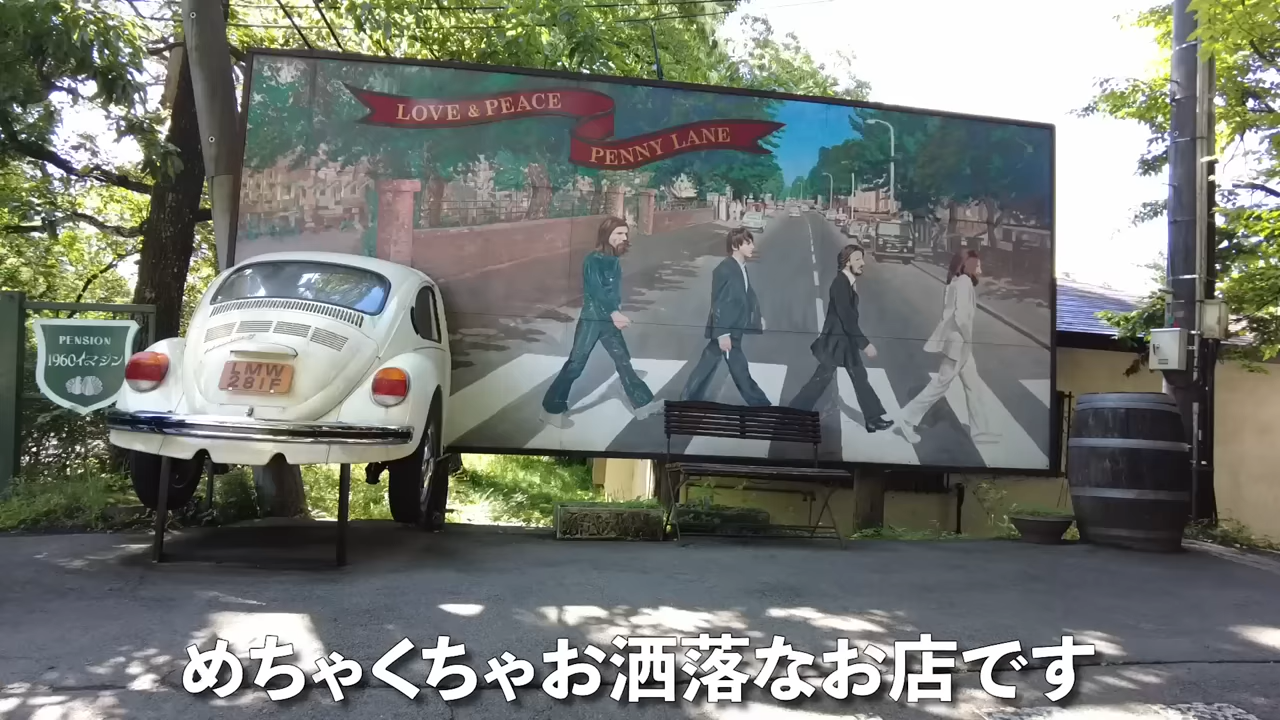 LOVE & PEACE
PENNY LANE
PENSION
1960イマジン
LMW
281F
めちゃくちゃお洒落なお店です